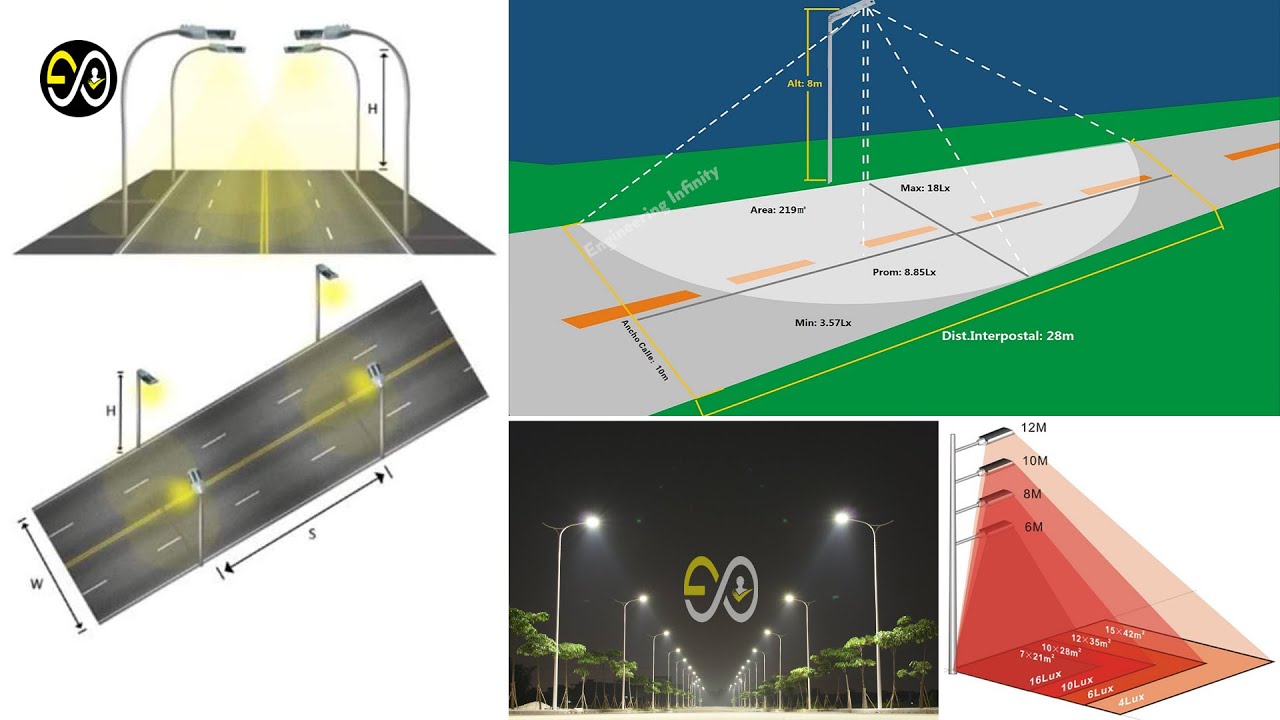 H
H
S
W
Alt: 8m
Engineering Infinity
Area: 219㎡
Max: 18Lx
Prom: 8.85Lx
Min: 3.57Lx
Ancho Calle: 10m
Dist.Interpostal: 28m
12M
10M
8M
6M
15×42m²
12×35m²
10×28m²
7×21m²
16Lux
10Lux
6Lux
4Lux